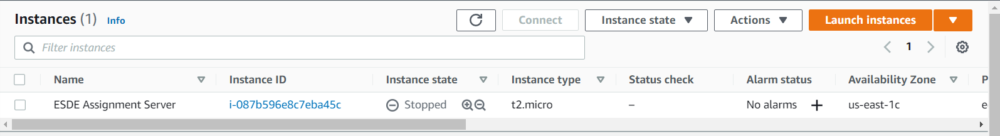 Instances (1) Info Connect Instance state Actions Launch instances
Filter instances 1
Name Instance ID Instance state Instance type Status check Alarm status Availability Zone P
ESDE Assignment Server i-087b596e8c7eba45c Stopped t2.micro – No alarms + us-east-1c e